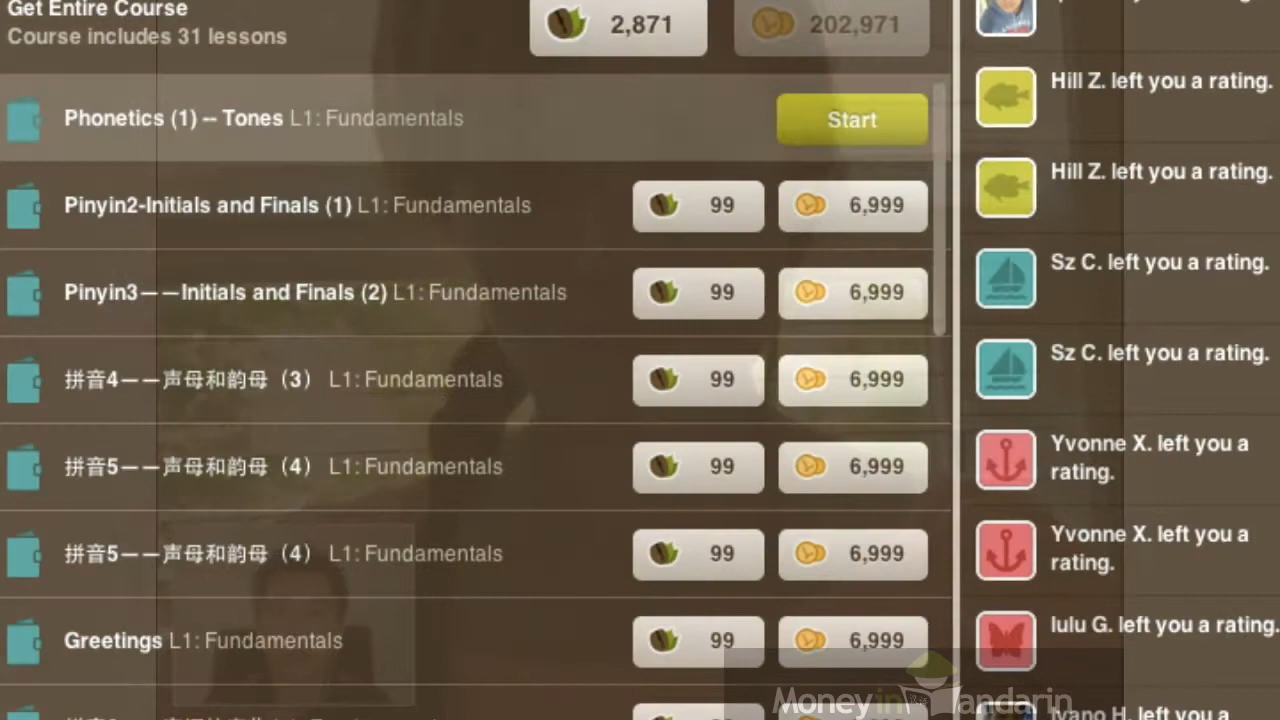 Get Entire Course
Course includes 31 lessons
2,871
202,971
Phonetics (1) -- Tones L1: Fundamentals
Start
Pinyin2-Initials and Finals (1) L1: Fundamentals
99
6,999
Pinyin3——Initials and Finals (2) L1: Fundamentals
99
6,999
拼音4——声母和韵母（3） L1: Fundamentals
99
6,999
拼音5——声母和韵母（4） L1: Fundamentals
99
6,999
拼音5——声母和韵母（4） L1: Fundamentals
99
6,999
Greetings L1: Fundamentals
99
6,999
Hill Z. left you a rating.
Hill Z. left you a rating.
Sz C. left you a rating.
Sz C. left you a rating.
Yvonne X. left you a
rating.
Yvonne X. left you a
rating.
lulu G. left you a rating.
Ivano H. left you a
MoneyinMandarin